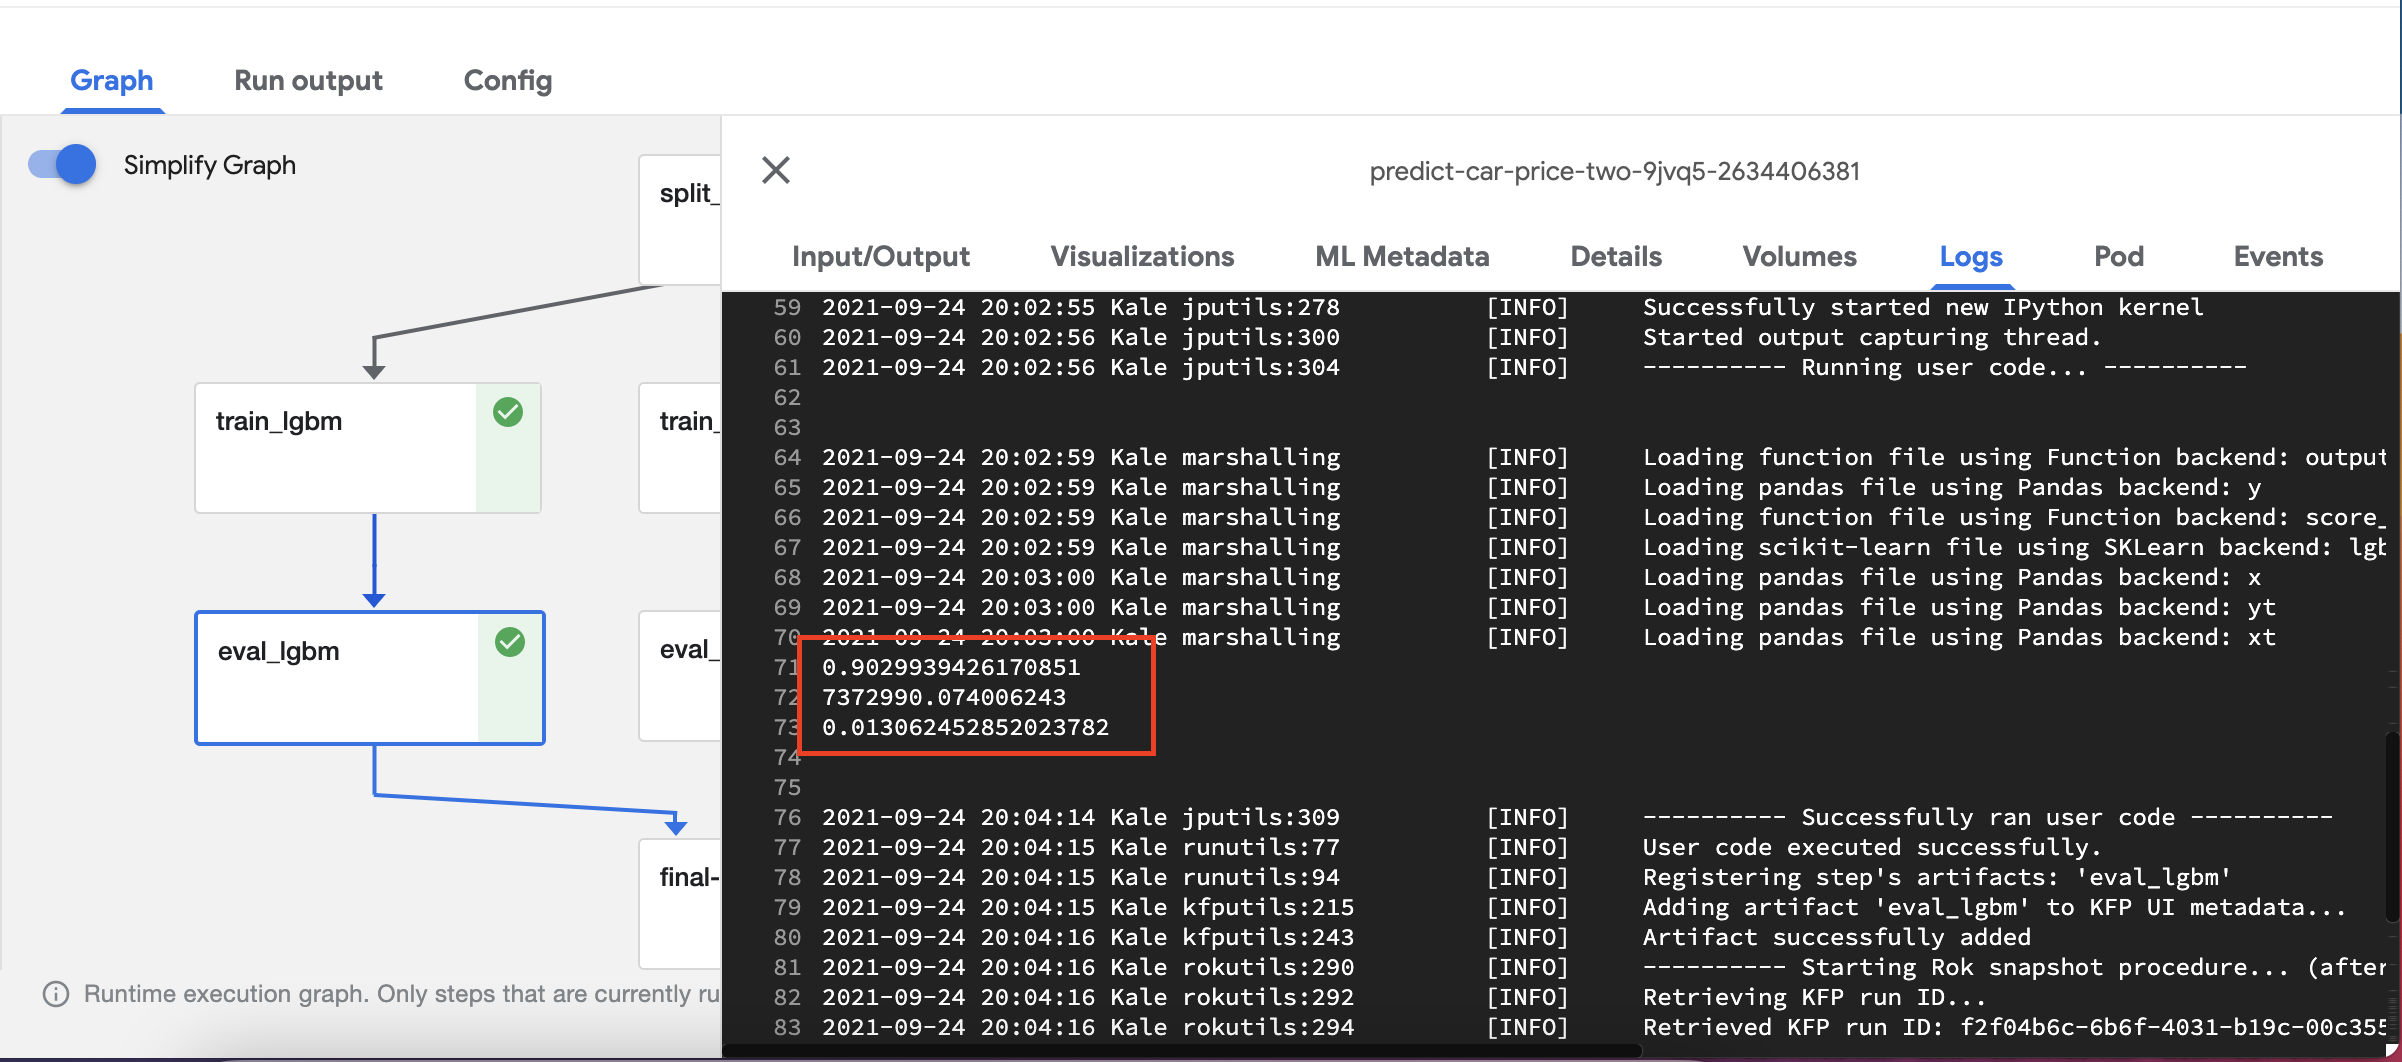 Graph Run output Config
Simplify Graph
split_
train_lgbm
train_
eval_lgbm
eval_
final-
Runtime execution graph. Only steps that are currently ru
predict-car-price-two-9jvq5-2634406381
Input/Output Visualizations ML Metadata Details Volumes Logs Pod Events
59 2021-09-24 20:02:55 Kale jputils:278 [INFO] Successfully started new IPython kernel
60 2021-09-24 20:02:56 Kale jputils:300 [INFO] Started output capturing thread.
61 2021-09-24 20:02:56 Kale jputils:304 [INFO] ---------- Running user code... ----------
62
63
64 2021-09-24 20:02:59 Kale marshalling [INFO] Loading function file using Function backend: output
65 2021-09-24 20:02:59 Kale marshalling [INFO] Loading pandas file using Pandas backend: y
66 2021-09-24 20:02:59 Kale marshalling [INFO] Loading function file using Function backend: score_
67 2021-09-24 20:02:59 Kale marshalling [INFO] Loading scikit-learn file using SKLearn backend: lgb
68 2021-09-24 20:03:00 Kale marshalling [INFO] Loading pandas file using Pandas backend: x
69 2021-09-24 20:03:00 Kale marshalling [INFO] Loading pandas file using Pandas backend: yt
70 2021-09-24 20:03:00 Kale marshalling [INFO] Loading pandas file using Pandas backend: xt
71 0.9029939426170851
72 7372990.074006243
73 0.013062452852023782
74
75
76 2021-09-24 20:04:14 Kale jputils:309 [INFO] ---------- Successfully ran user code ----------
77 2021-09-24 20:04:15 Kale runutils:77 [INFO] User code executed successfully.
78 2021-09-24 20:04:15 Kale runutils:94 [INFO] Registering step's artifacts: 'eval_lgbm'
79 2021-09-24 20:04:15 Kale kfputils:215 [INFO] Adding artifact 'eval_lgbm' to KFP UI metadata...
80 2021-09-24 20:04:16 Kale kfputils:243 [INFO] Artifact successfully added
81 2021-09-24 20:04:16 Kale rokutils:290 [INFO] ---------- Starting Rok snapshot procedure... (after
82 2021-09-24 20:04:16 Kale rokutils:292 [INFO] Retrieving KFP run ID...
83 2021-09-24 20:04:16 Kale rokutils:294 [INFO] Retrieved KFP run ID: f2f04b6c-6b6f-4031-b19c-00c355